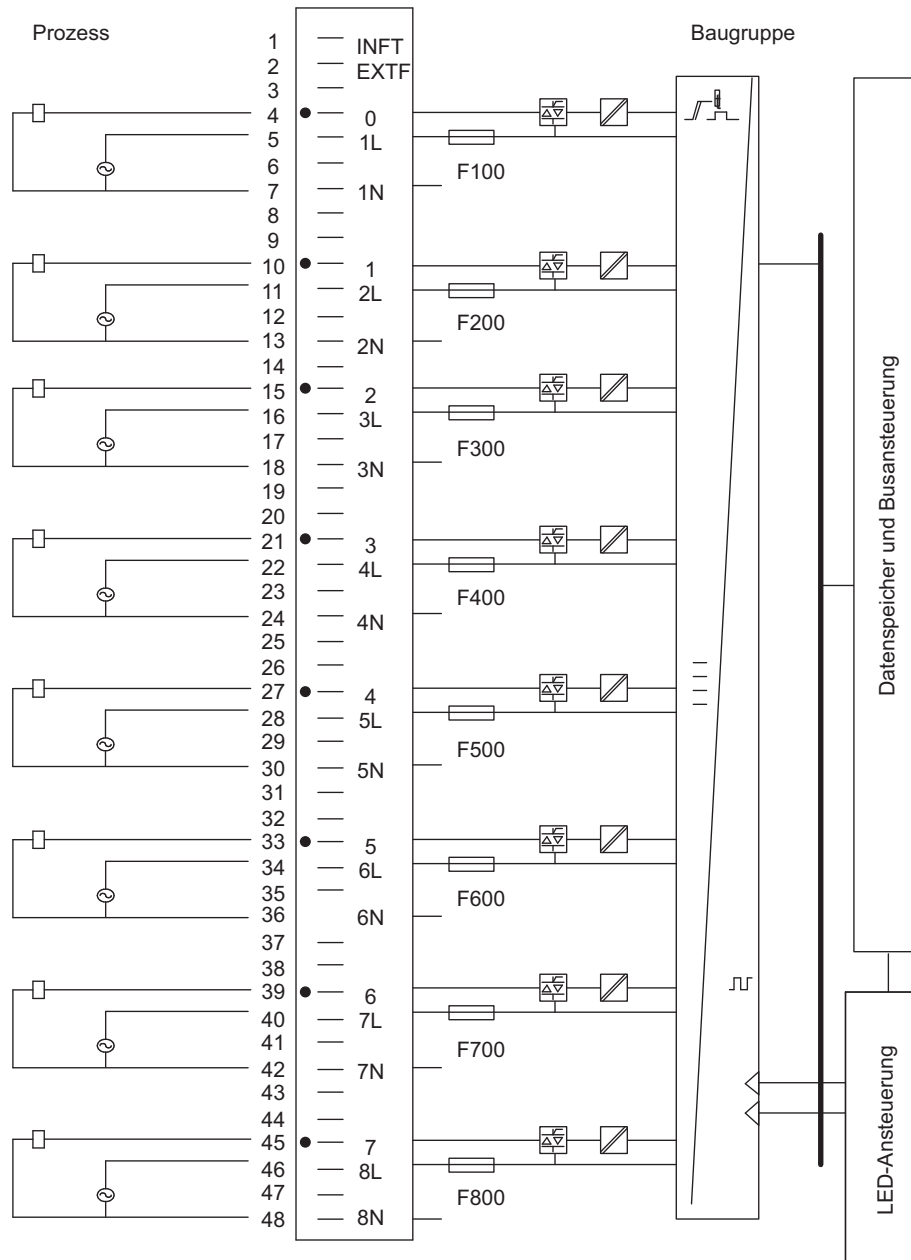 Prozess
Baugruppe
1 INFT
2 EXTF
3
4 0
5 1L
F100
6
7 1N
8
9
10 1
11 2L
F200
12
13 2N
14
15 2
16 3L
F300
17
18 3N
19
20
21 3
22 4L
F400
23
24 4N
25
26
27 4
28 5L
F500
29
30 5N
31
32
33 5
34 6L
F600
35
36 6N
37
38
39 6
40 7L
F700
41
42 7N
43
44
45 7
46 8L
F800
47
48 8N
Datenspeicher und Busansteuerung
LED-Ansteuerung